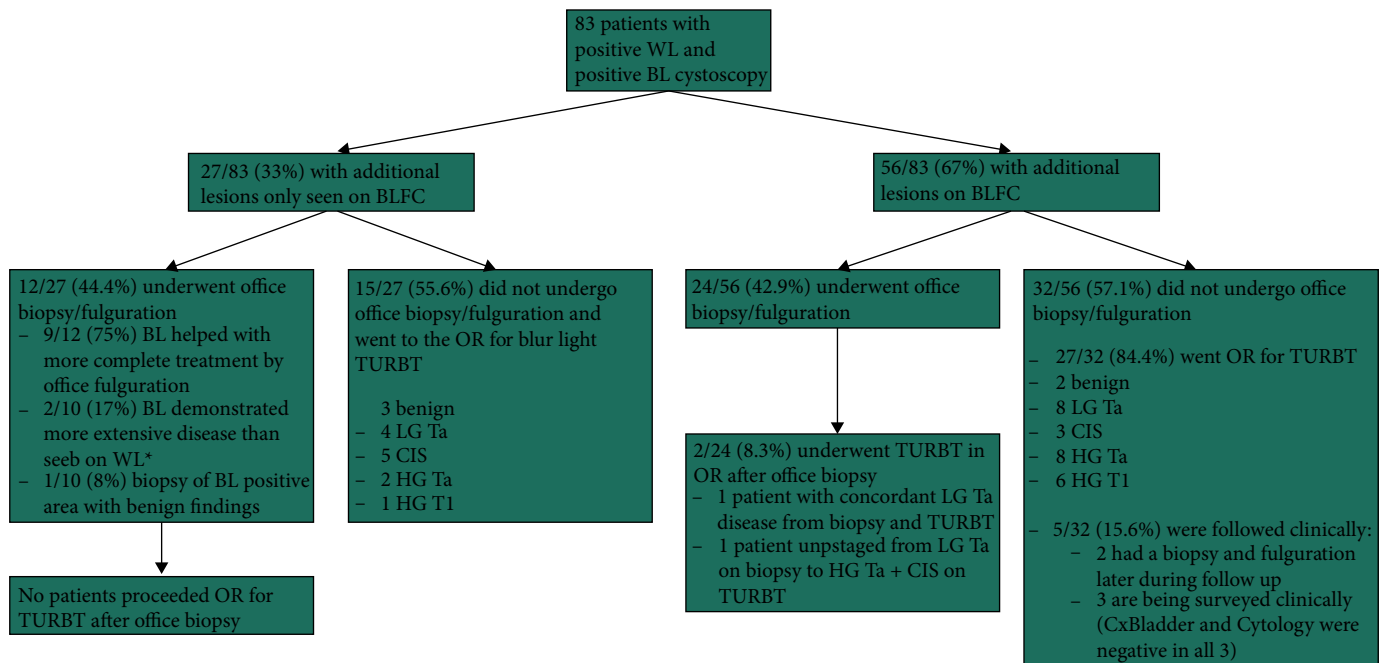 83 patients with
positive WL and
positive BL cystoscopy
27/83 (33%) with additional
lesions only seen on BLFC
56/83 (67%) with additional
lesions on BLFC
12/27 (44.4%) underwent office
biopsy/fulguration
– 9/12 (75%) BL helped with
more complete treatment by
office fulguration
– 2/10 (17%) BL demonstrated
more extensive disease than
seeb on WL*
– 1/10 (8%) biopsy of BL positive
area with benign findings
No patients proceeded OR for
TURBT after office biopsy
15/27 (55.6%) did not undergo
office biopsy/fulguration and
went to the OR for blur light
TURBT
3 benign
– 4 LG Ta
– 5 CIS
– 2 HG Ta
– 1 HG T1
24/56 (42.9%) underwent office
biopsy/fulguration
2/24 (8.3%) underwent TURBT in
OR after office biopsy
– 1 patient with concordant LG Ta
disease from biopsy and TURBT
– 1 patient unpstaged from LG Ta
on biopsy to HG Ta + CIS on
TURBT
32/56 (57.1%) did not undergo office
biopsy/fulguration
– 27/32 (84.4%) went OR for TURBT
– 2 benign
– 8 LG Ta
– 3 CIS
– 8 HG Ta
– 6 HG T1
– 5/32 (15.6%) were followed clinically:
– 2 had a biopsy and fulguration
later during follow up
– 3 are being surveyed clinically
(CxBladder and Cytology were
negative in all 3)